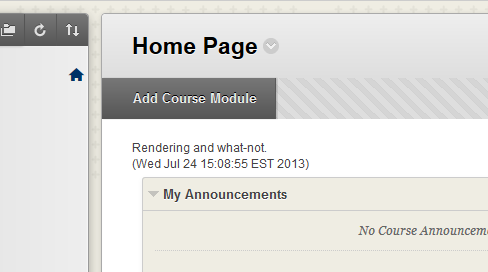 Home Page
Add Course Module
Rendering and what-not.
(Wed Jul 24 15:08:55 EST 2013)
My Announcements
No Course